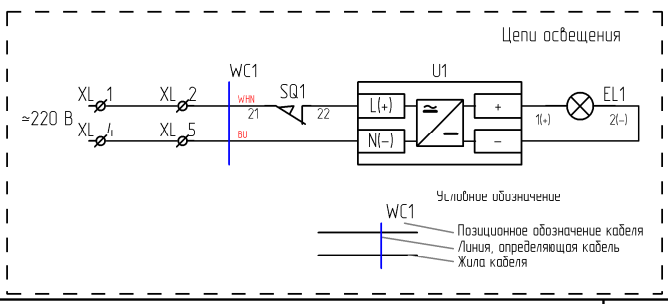 Цепи освещения
WC1
U1
XL 1
XL 2
WHN
21
SQ1
22
L(+)
≃
+
EL1
≃220 В
1(+)
2(-)
XL 4
XL 5
BU
N(-)
-
Условное обозначение
WC1
Позиционное обозначение кабеля
Линия, определяющая кабель
Жила кабеля